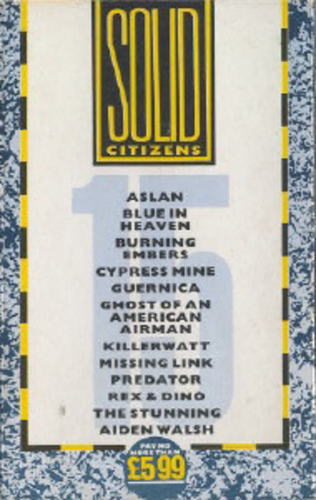 SOLID
CITIZENS
15
ASLAN
BLUE IN
HEAVEN
BURNING
EMBERS
CYPRESS MINE
GUERNICA
GHOST OF AN
AMERICAN
AIRMAN
KILLERWATT
MISSING LINK
PREDATOR
REX & DINO
THE STUNNING
AIDEN WALSH
PAY NO
MORE THAN
£5.99